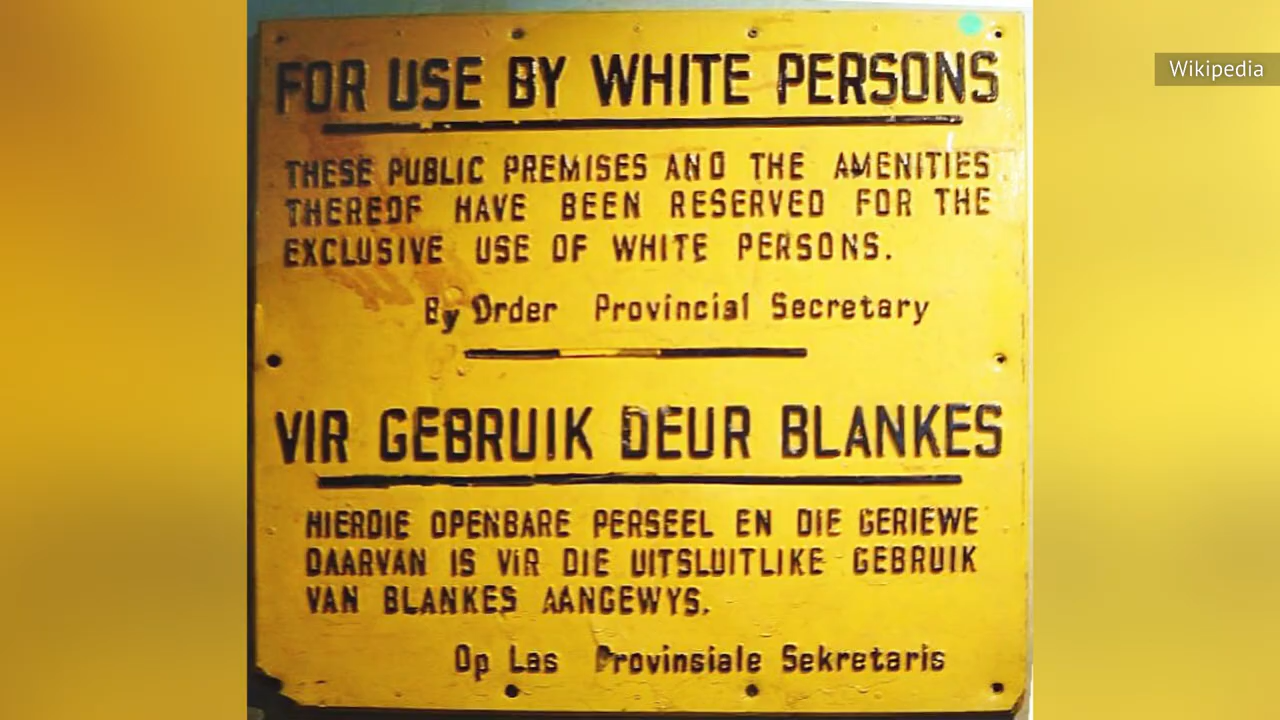 FOR USE BY WHITE PERSONS
THESE PUBLIC PREMISES AND THE AMENITIES
THEREOF HAVE BEEN RESERVED FOR THE
EXCLUSIVE USE OF WHITE PERSONS.
By Order Provincial Secretary
VIR GEBRUIK DEUR BLANKES
HIERDIE OPENBARE PERSEEL EN DIE GERIEWE
DAARVAN IS VIR DIE UITSLUITLIKE GEBRUIK
VAN BLANKES AANGEWYS.
Op Las Provinsiale Sekretaris
Wikipedia